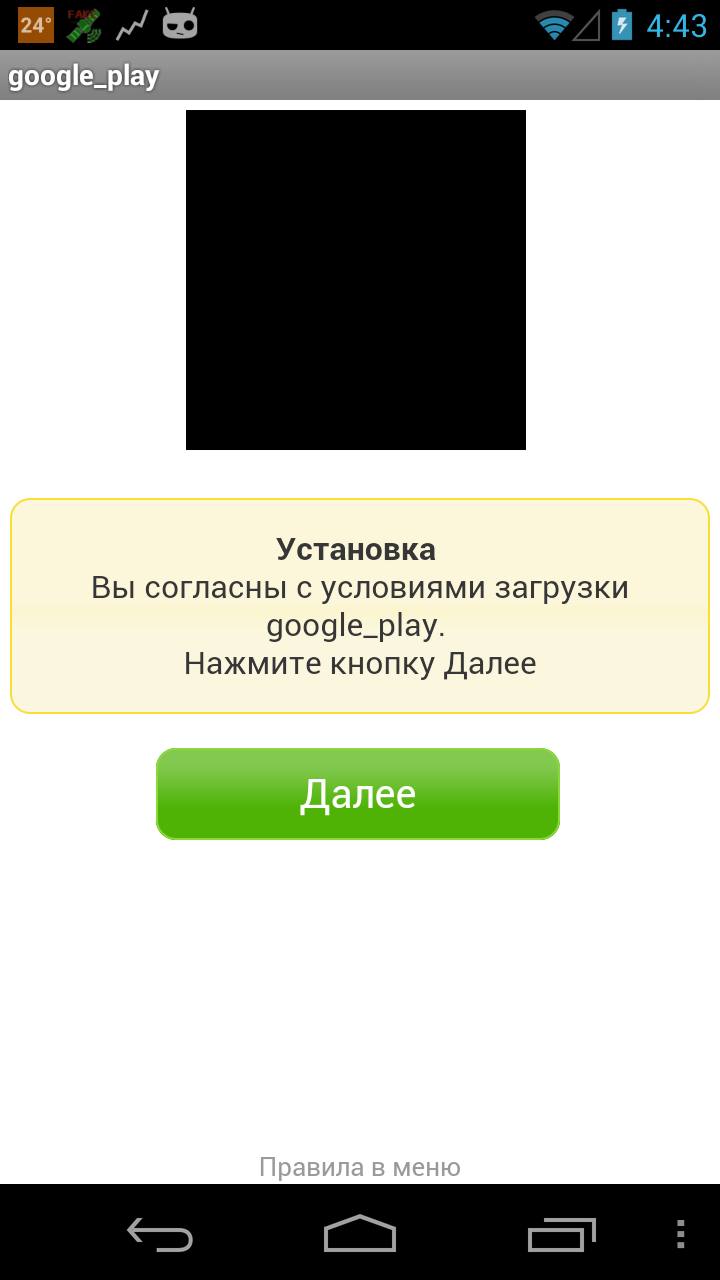 24°
FAKE
4:43
google_play
Установка
Вы согласны с условиями загрузки
google_play.
Нажмите кнопку Далее
Далее
Правила в меню